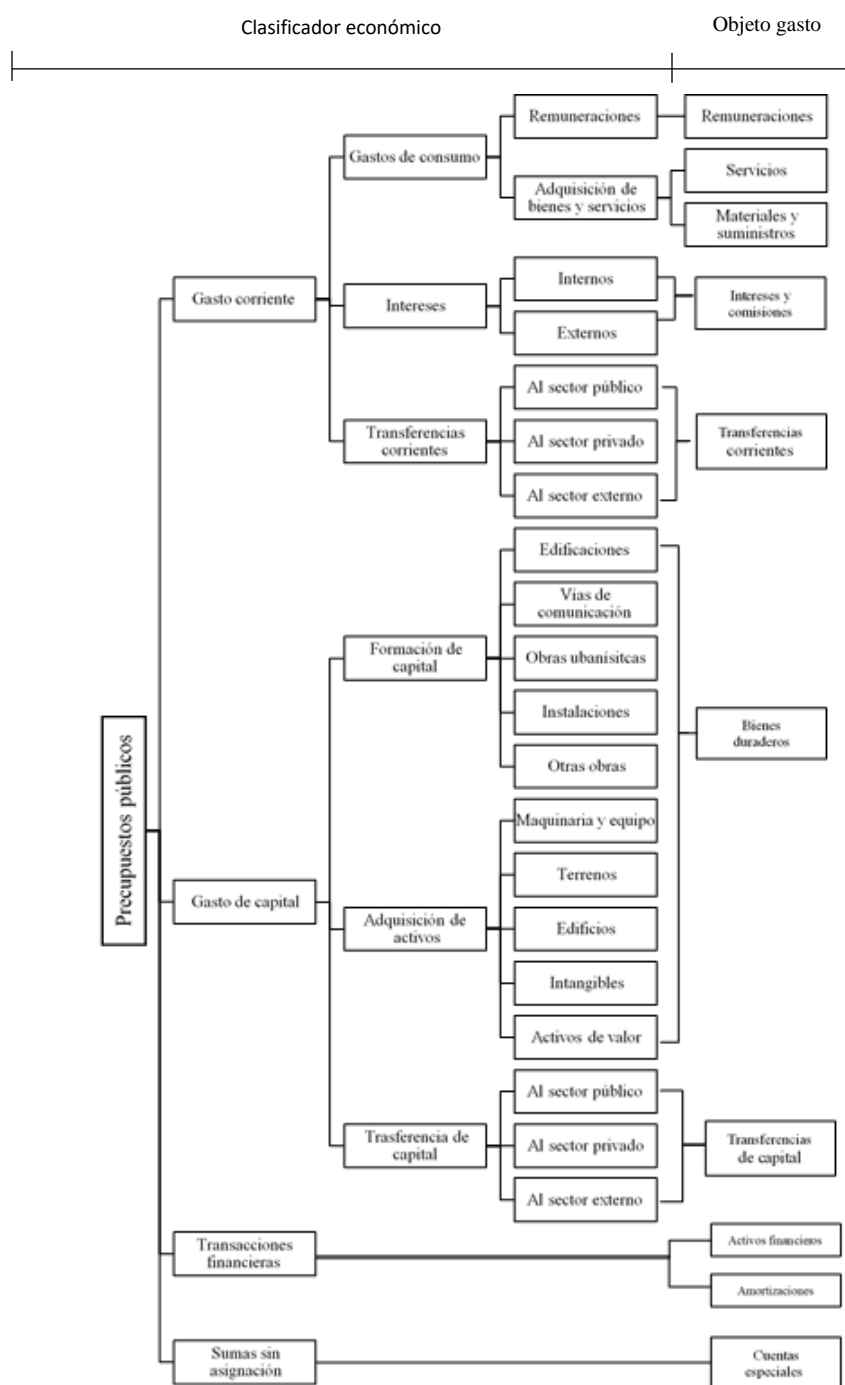 Clasificador económico
Objeto gasto
Precupuestos públicos
Gasto corriente
Gastos de consumo
Remuneraciones
Remuneraciones
Adquisición de
bienes y servicios
Servicios
Materiales y
suministros
Intereses
Internos
Externos
Intereses y
comisiones
Transferencias
corrientes
Al sector público
Al sector privado
Al sector externo
Transferencias
corrientes
Gasto de capital
Formación de
capital
Edificaciones
Vías de
comunicación
Obras ubanísitcas
Instalaciones
Otras obras
Bienes
duraderos
Adquisición de
activos
Maquinaria y equipo
Terrenos
Edificios
Intangibles
Activos de valor
Trasferencia de
capital
Al sector público
Al sector privado
Al sector externo
Transferencias
de capital
Transacciones
financieras
Activos financieros
Amortizaciones
Sumas sin
asignación
Cuentas
especiales